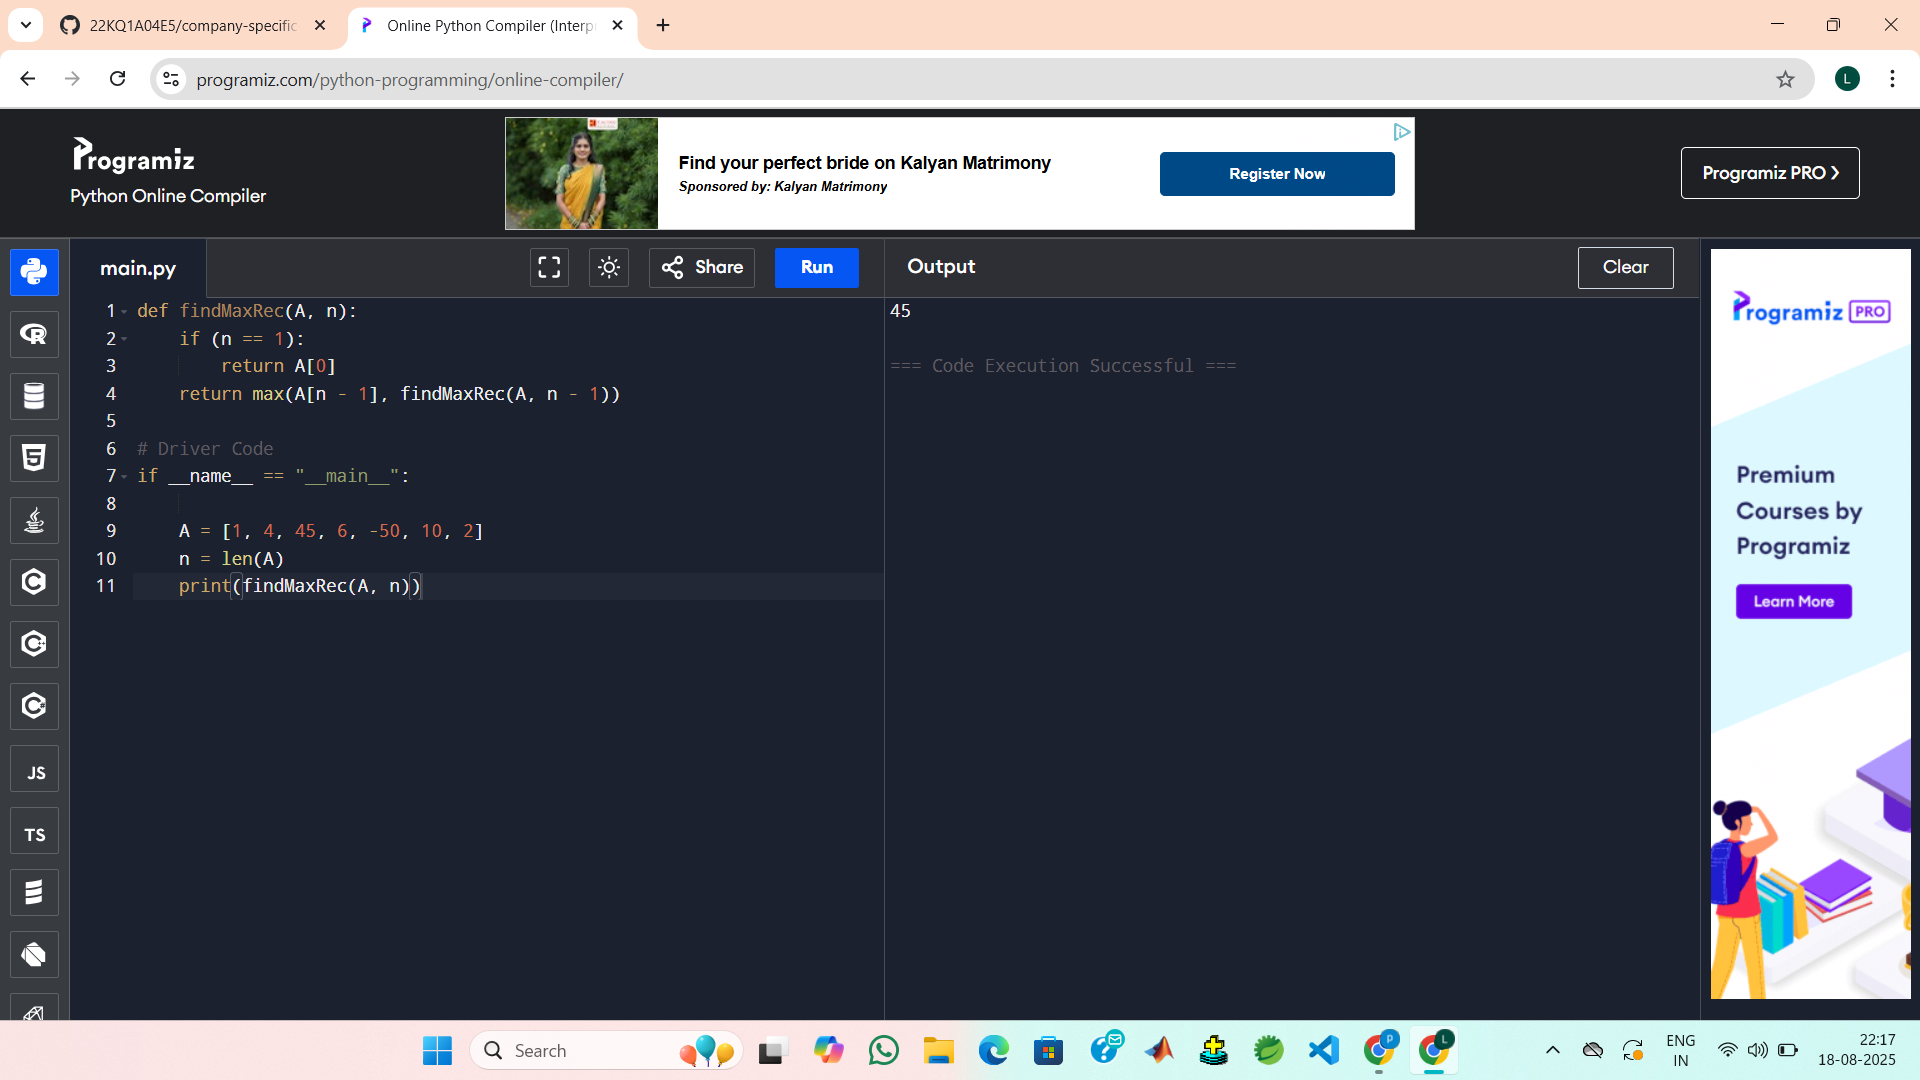 22KQ1A04E5/company-specific
Online Python Compiler (Interp
programiz.com/python-programming/online-compiler/
L
Programiz
Python Online Compiler
Find your perfect bride on Kalyan Matrimony
Sponsored by: Kalyan Matrimony
Register Now
Programiz PRO ❯
main.py
Share
Run
Output
Clear
1 def findMaxRec(A, n):
2     if (n == 1):
3         return A[0]
4     return max(A[n - 1], findMaxRec(A, n - 1))
5
6 # Driver Code
7 if __name__ == "__main__":
8
9     A = [1, 4, 45, 6, -50, 10, 2]
10     n = len(A)
11     print(findMaxRec(A, n))
45
=== Code Execution Successful ===
JS
TS
Programiz PRO
Premium
Courses by
Programiz
Learn More
Search
P
L
ENG
IN
22:17
18-08-2025